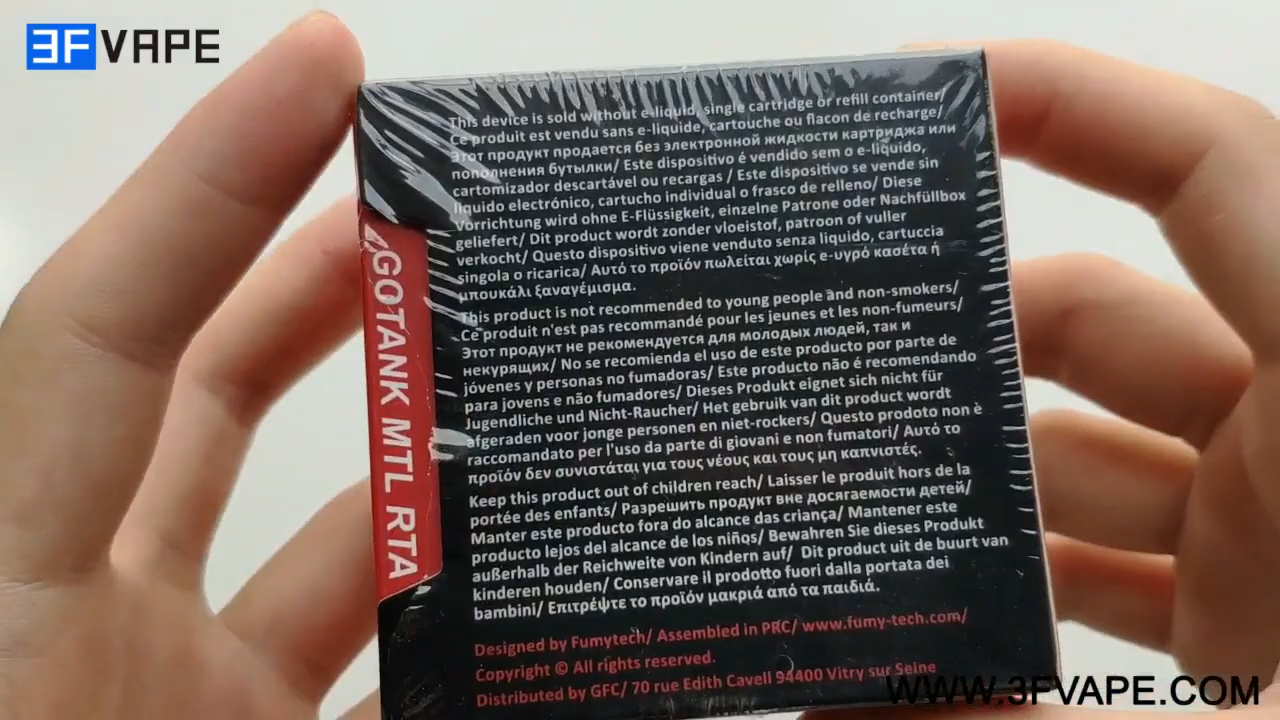 3FVAPE
This device is sold without e-liquid, single cartridge or refill container/
Ce produit est vendu sans e-liquide, cartouche ou flacon de recharge/
Этот продукт продается без электронной жидкости картриджа или
пополнения бутылки/ Este dispositivo é vendido sem o e-líquido,
cartomizador descartável ou recargas / Este dispositivo se vende sin
líquido electrónico, cartucho individual o frasco de relleno/ Diese
Vorrichtung wird ohne E-Flüssigkeit, einzelne Patrone oder Nachfüllbox
geliefert/ Dit product wordt zonder vloeistof, patroon of vuller
verkocht/ Questo dispositivo viene venduto senza liquido, cartuccia
singola o ricarica/ Αυτό το προϊόν πωλείται χωρίς e-υγρό κασέτα ή
μπουκάλι ξαναγέμισμα.
This product is not recommended to young people and non-smokers/
Ce produit n'est pas recommandé pour les jeunes et les non-fumeurs/
Этот продукт не рекомендуется для молодых людей, так и
некурящих/ No se recomienda el uso de este producto por parte de
jóvenes y personas no fumadoras/ Este producto não é recomendando
para jovens e não fumadores/ Dieses Produkt eignet sich nicht für
Jugendliche und Nicht-Raucher/ Het gebruik van dit product wordt
afgeraden voor jonge personen en niet-rockers/ Questo prodoto non è
raccomandato per l'uso da parte di giovani e non fumatori/ Αυτό το
προϊόν δεν συνιστάται για τους νέους και τους μη καπνιστές.
Keep this product out of children reach/ Laisser le produit hors de la
portée des enfants/ Разрешить продукт вне досягаемости детей/
Manter este producto fora do alcance das criança/ Mantener este
producto lejos del alcance de los niños/ Bewahren Sie dieses Produkt
außerhalb der Reichweite von Kindern auf/ Dit product uit de buurt van
kinderen houden/ Conservare il prodotto fuori dalla portata dei
bambini/ Επιτρέψτε το προϊόν μακριά από τα παιδιά.
Designed by Fumytech/ Assembled in PRC/ www.fumy-tech.com/
Copyright © All rights reserved.
Distributed by GFC/ 70 rue Edith Cavell 94400 Vitry sur Seine
GOTANK MTL RTA
WWW.3FVAPE.COM